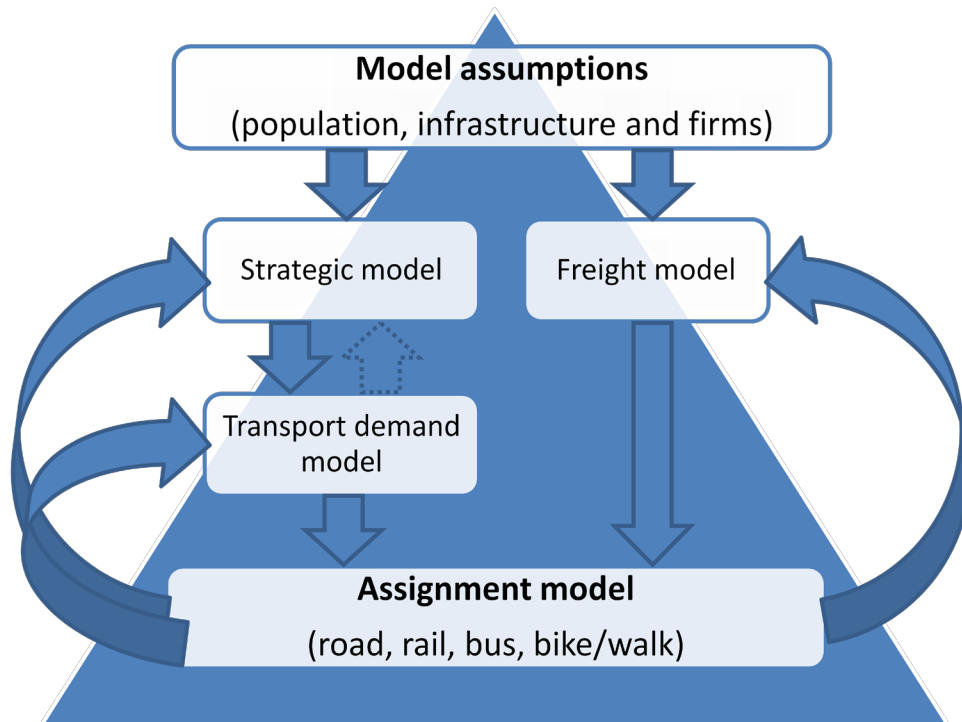 Model assumptions
(population, infrastructure and firms)
Strategic model
Freight model
Transport demand
model
Assignment model
(road, rail, bus, bike/walk)